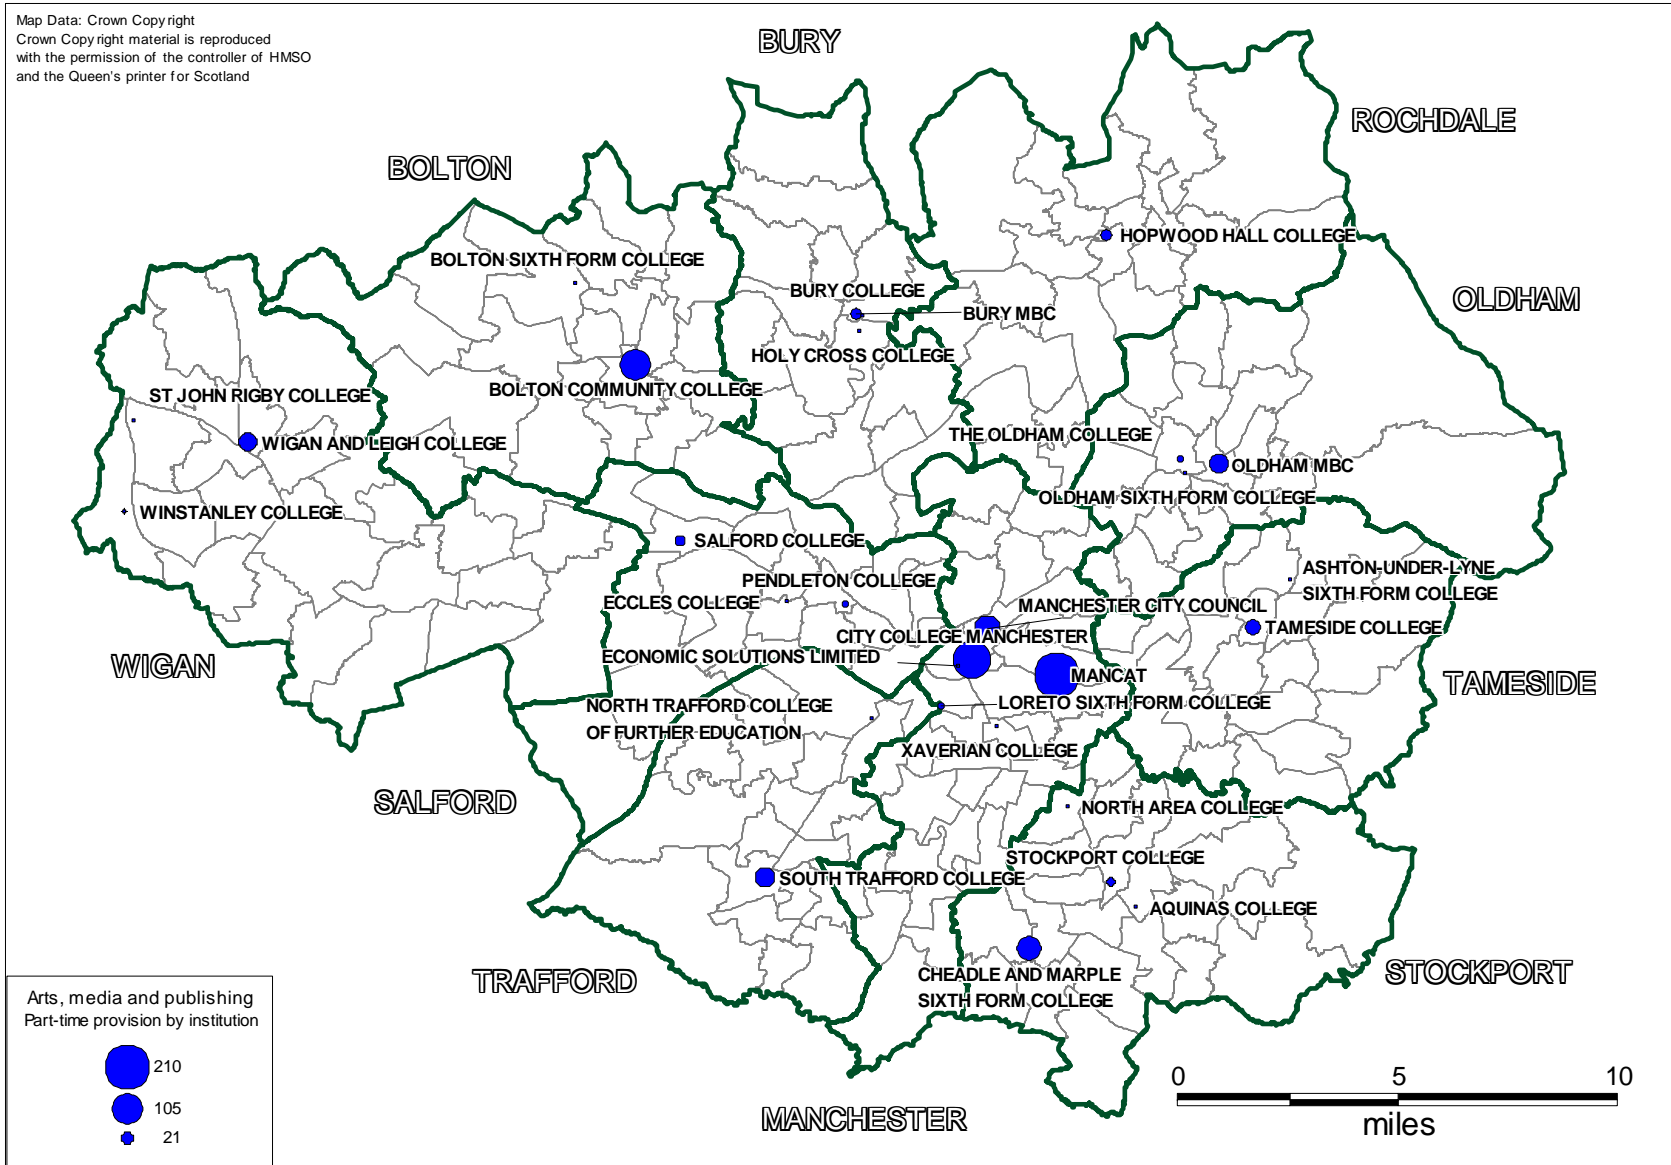 Map Data: Crown Copyright
Crown Copyright material is reproduced
with the permission of the controller of HMSO
and the Queen's printer for Scotland
BURY
ROCHDALE
BOLTON
HOPWOOD HALL COLLEGE
BOLTON SIXTH FORM COLLEGE
BURY COLLEGE
OLDHAM
BURY MBC
HOLY CROSS COLLEGE
BOLTON COMMUNITY COLLEGE
ST JOHN RIGBY COLLEGE
THE OLDHAM COLLEGE
WIGAN AND LEIGH COLLEGE
OLDHAM MBC
OLDHAM SIXTH FORM COLLEGE
WINSTANLEY COLLEGE
SALFORD COLLEGE
ASHTON-UNDER-LYNE
SIXTH FORM COLLEGE
PENDLETON COLLEGE
ECCLES COLLEGE
MANCHESTER CITY COUNCIL
TAMESIDE COLLEGE
CITY COLLEGE MANCHESTER
ECONOMIC SOLUTIONS LIMITED
WIGAN
MANCAT
TAMESIDE
NORTH TRAFFORD COLLEGE
OF FURTHER EDUCATION
LORETO SIXTH FORM COLLEGE
XAVERIAN COLLEGE
SALFORD
NORTH AREA COLLEGE
STOCKPORT COLLEGE
SOUTH TRAFFORD COLLEGE
AQUINAS COLLEGE
CHEADLE AND MARPLE
SIXTH FORM COLLEGE
TRAFFORD
STOCKPORT
MANCHESTER
Arts, media and publishing
Part-time provision by institution
210
105
21
0 5 10
miles